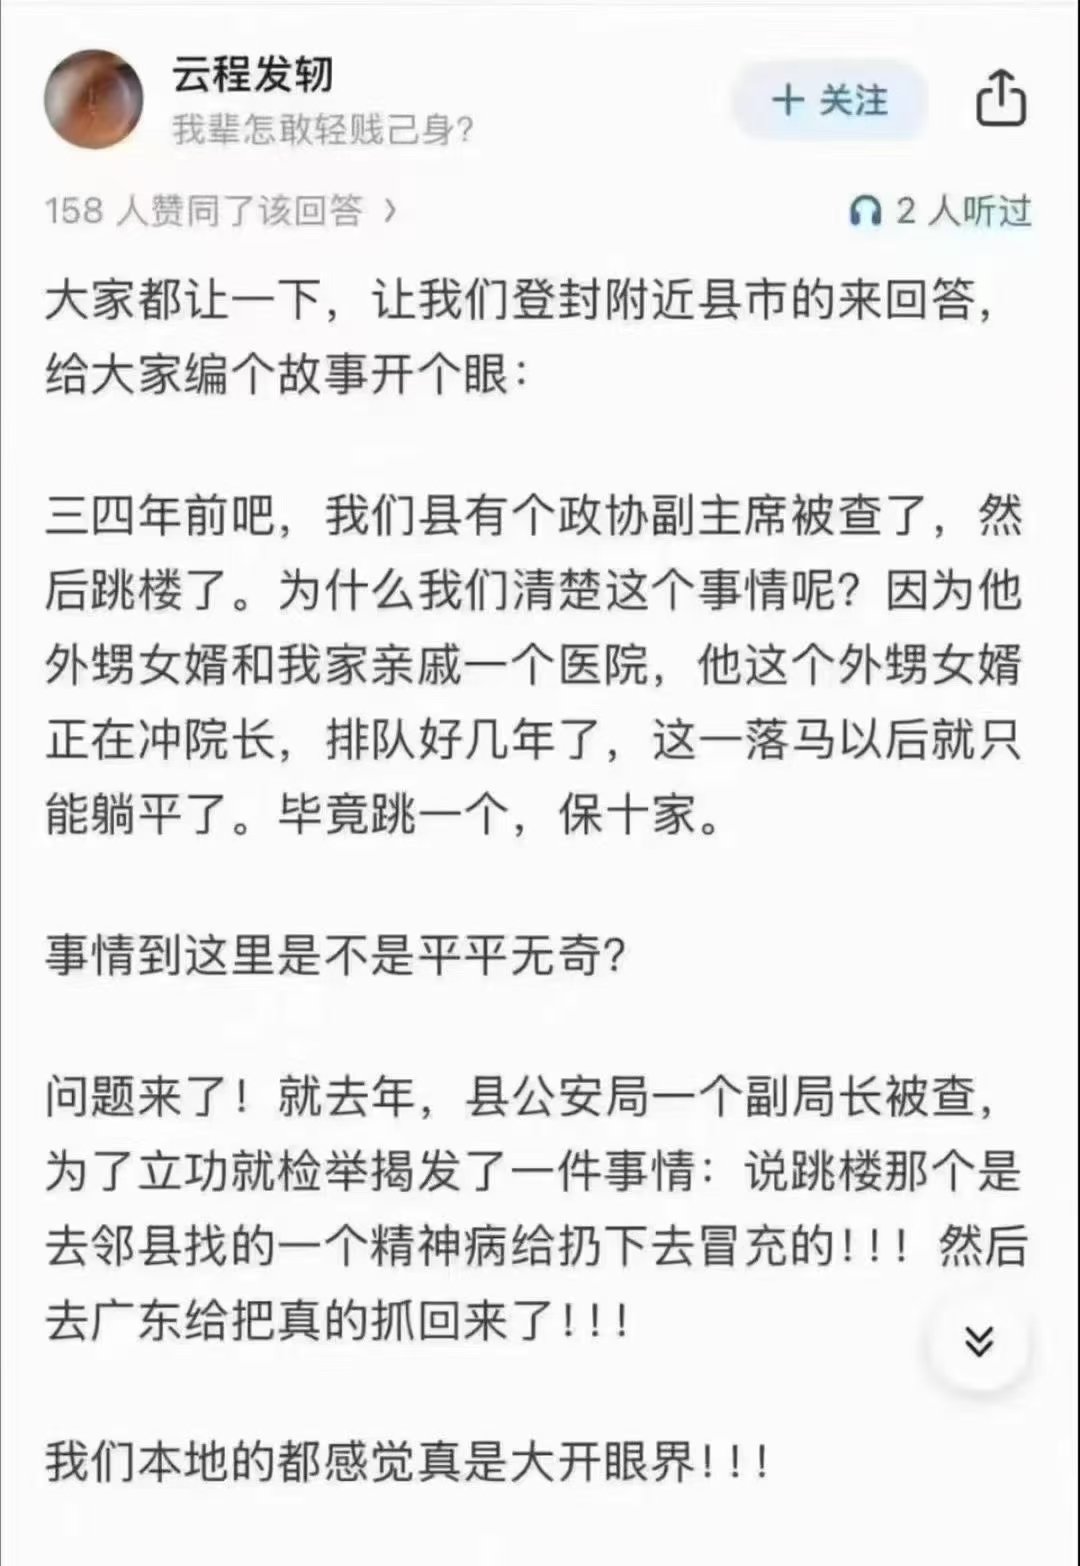 云程发轫
我辈怎敢轻贱己身?
+ 关注
158 人赞同了该回答 >
2 人听过
大家都让一下，让我们登封附近县市的来回答，
给大家编个故事开个眼：
三四年前吧，我们县有个政协副主席被查了，然
后跳楼了。为什么我们清楚这个事情呢？因为他
外甥女婿和我家亲戚一个医院，他这个外甥女婿
正在冲院长，排队好几年了，这一落马以后就只
能躺平了。毕竟跳一个，保十家。
事情到这里是不是平平无奇？
问题来了！就去年，县公安局一个副局长被查，
为了立功就检举揭发了一件事情：说跳楼那个是
去邻县找的一个精神病给扔下去冒充的！！！然后
去广东给把真的抓回来了！！！
我们本地的都感觉真是大开眼界！！！